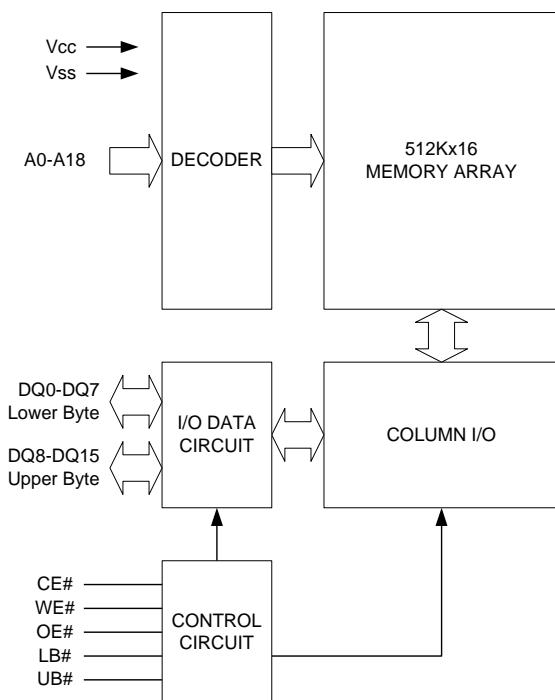 Vcc
Vss
A0-A18
DECODER
512Kx16
MEMORY ARRAY
DQ0-DQ7
Lower Byte
DQ8-DQ15
Upper Byte
I/O DATA
CIRCUIT
COLUMN I/O
CE#
WE#
OE#
LB#
UB#
CONTROL
CIRCUIT